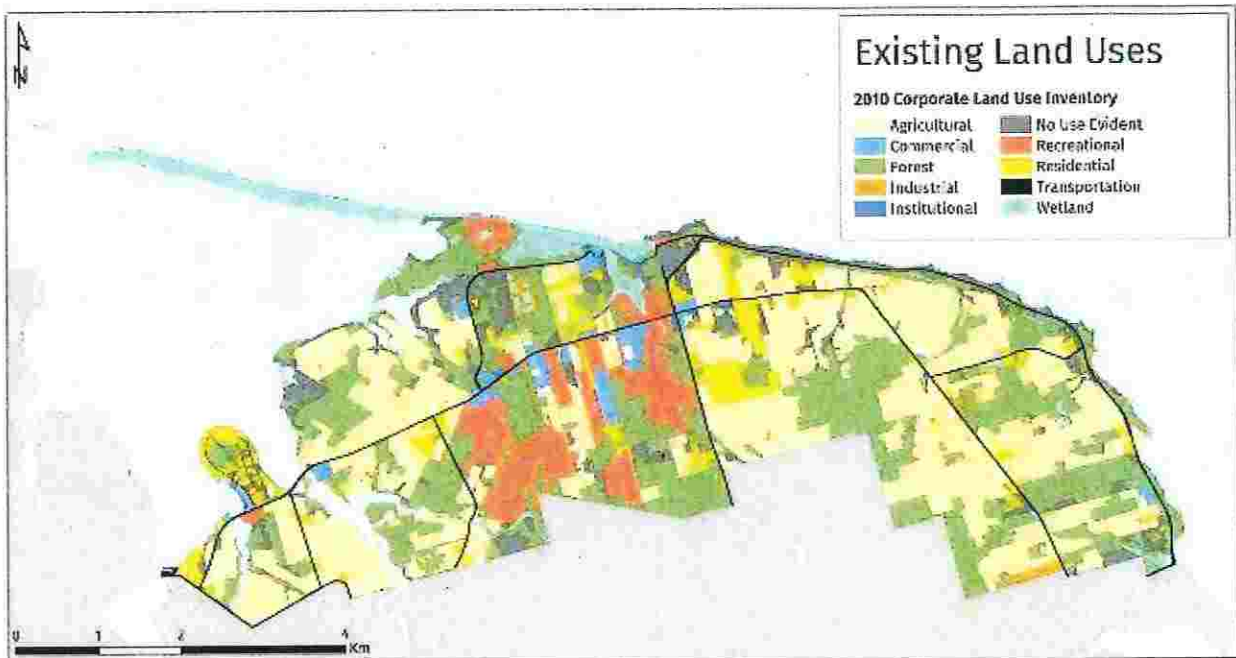 N
Existing Land Uses
2010 Corporate Land Use Inventory
Agricultural
Commercial
Forest
Industrial
Institutional
No Use Evident
Recreational
Residential
Transportation
Wetland
0 1 2 4
Km